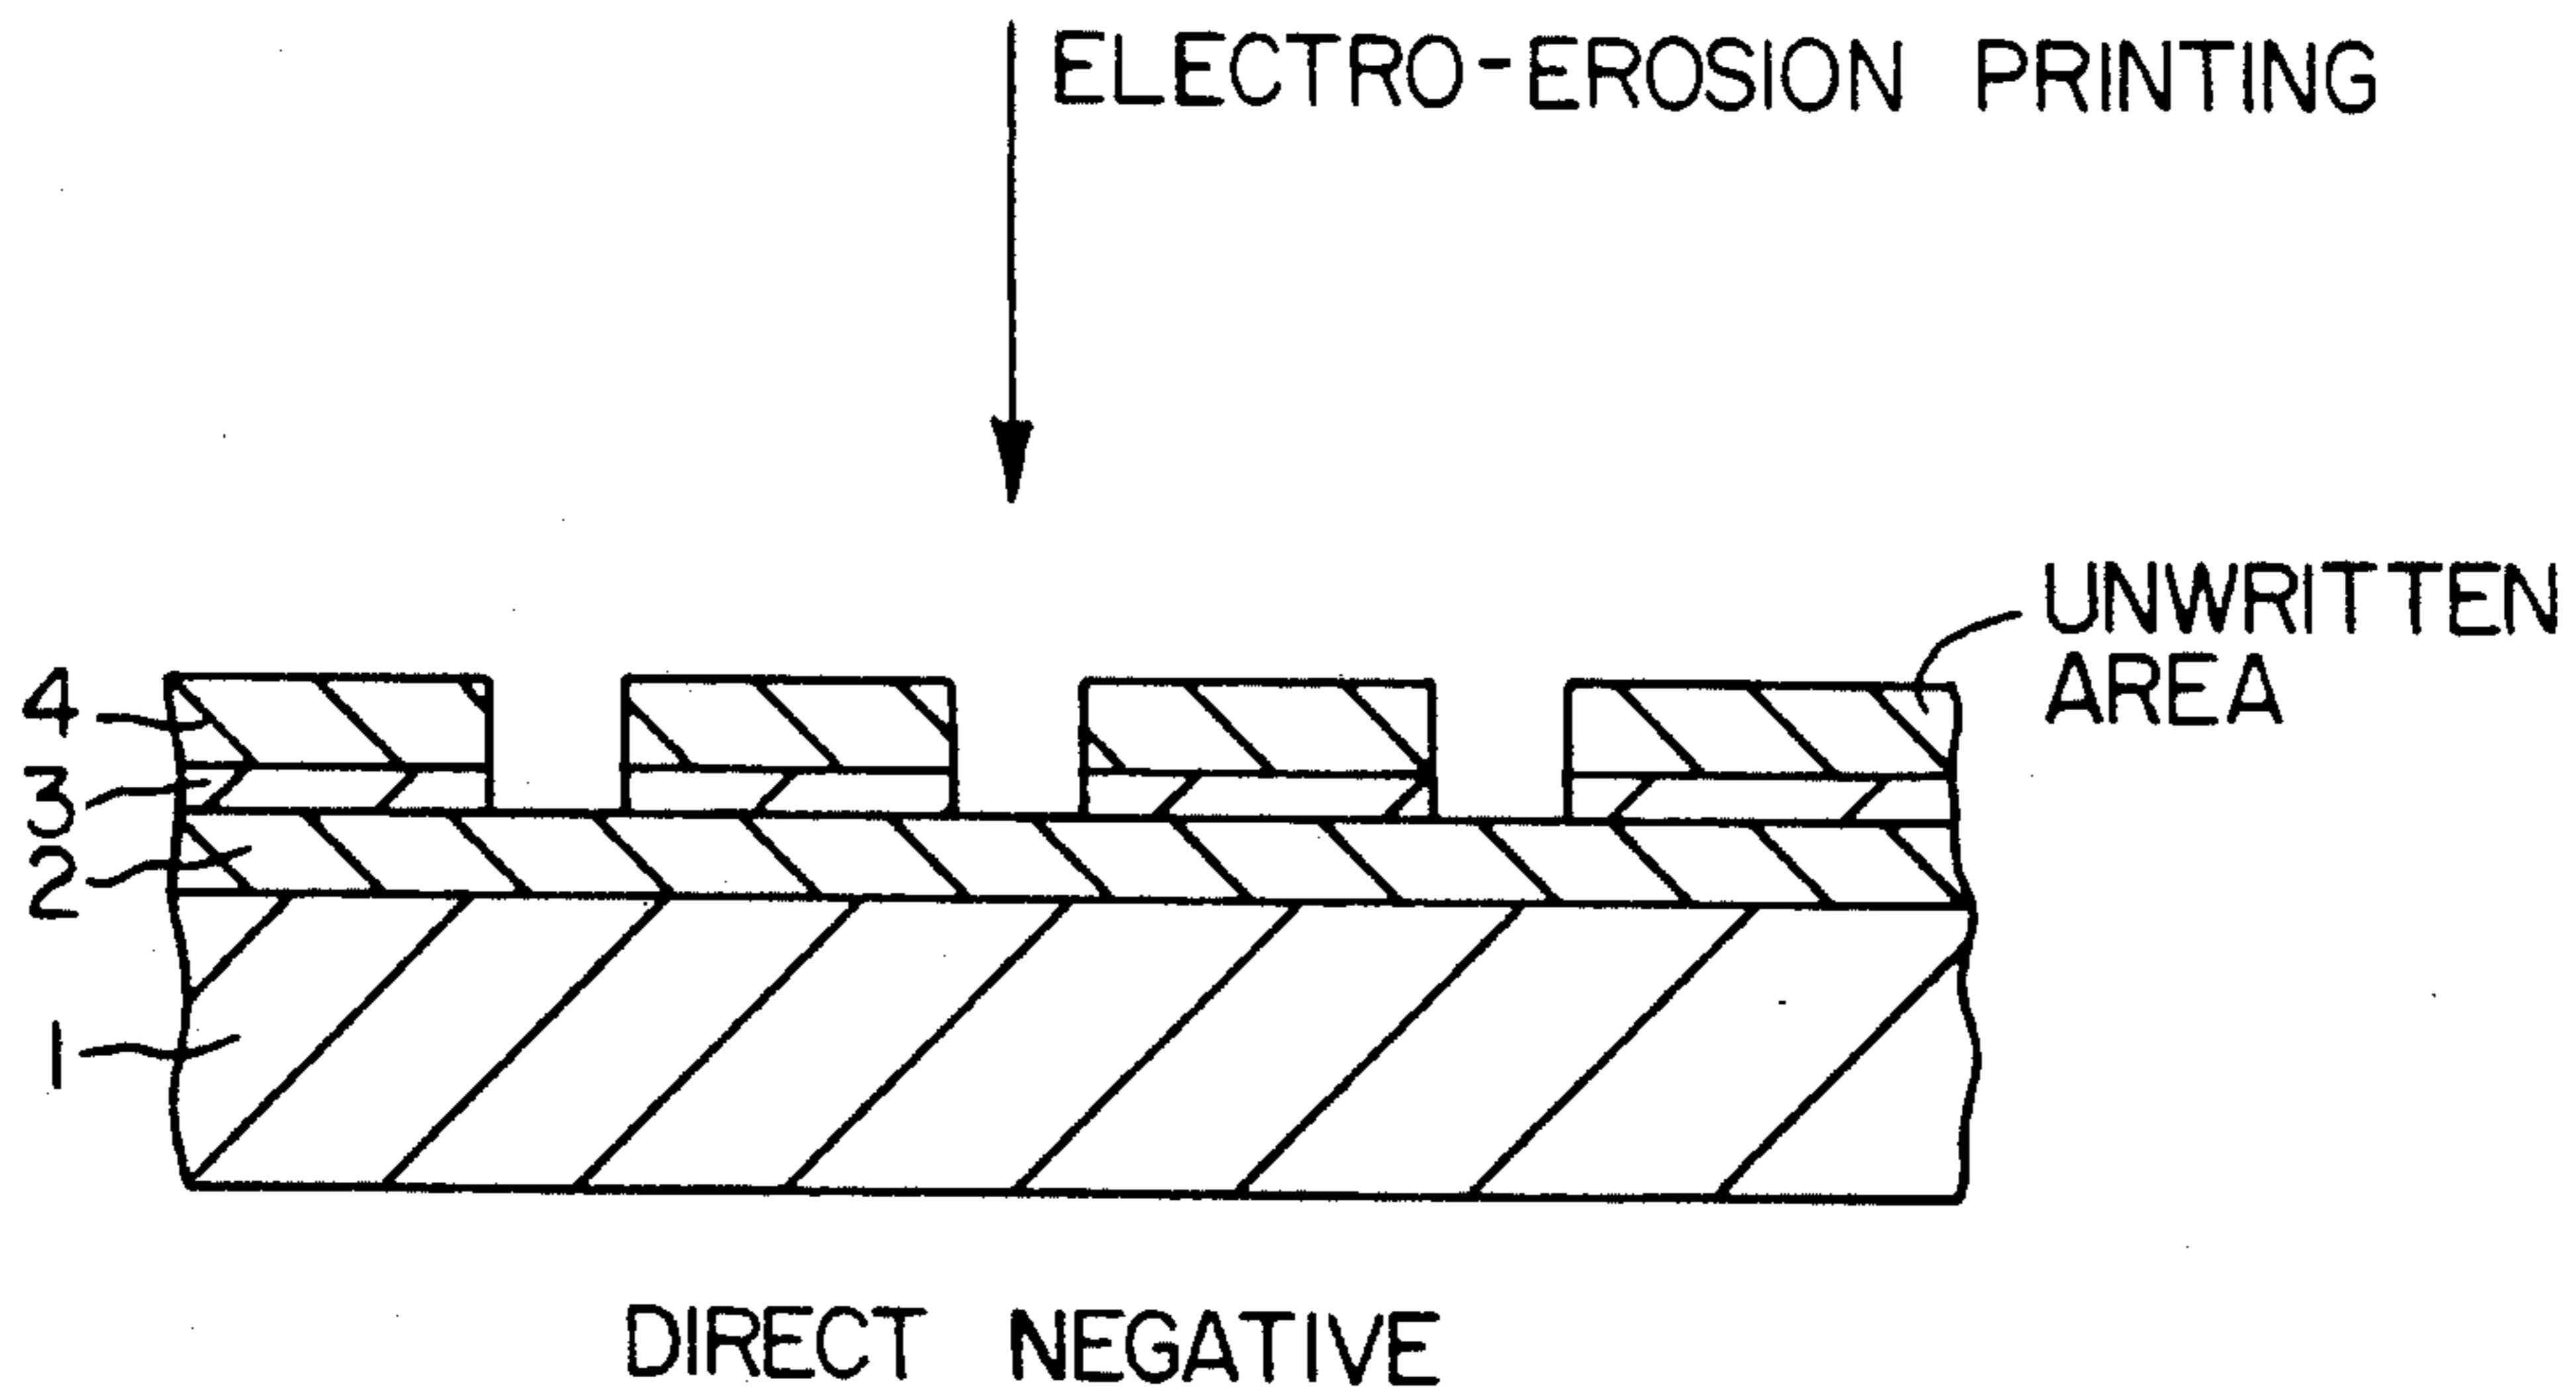 ELECTRO-EROSION PRINTING
UNWRITTEN
AREA
4
3
2
1
DIRECT NEGATIVE